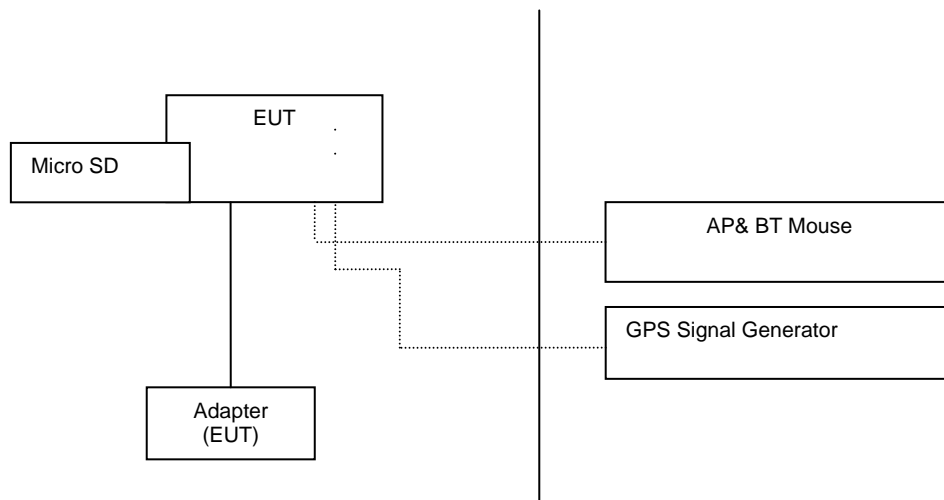 EUT
Micro SD
AP& BT Mouse
GPS Signal Generator
Adapter
(EUT)